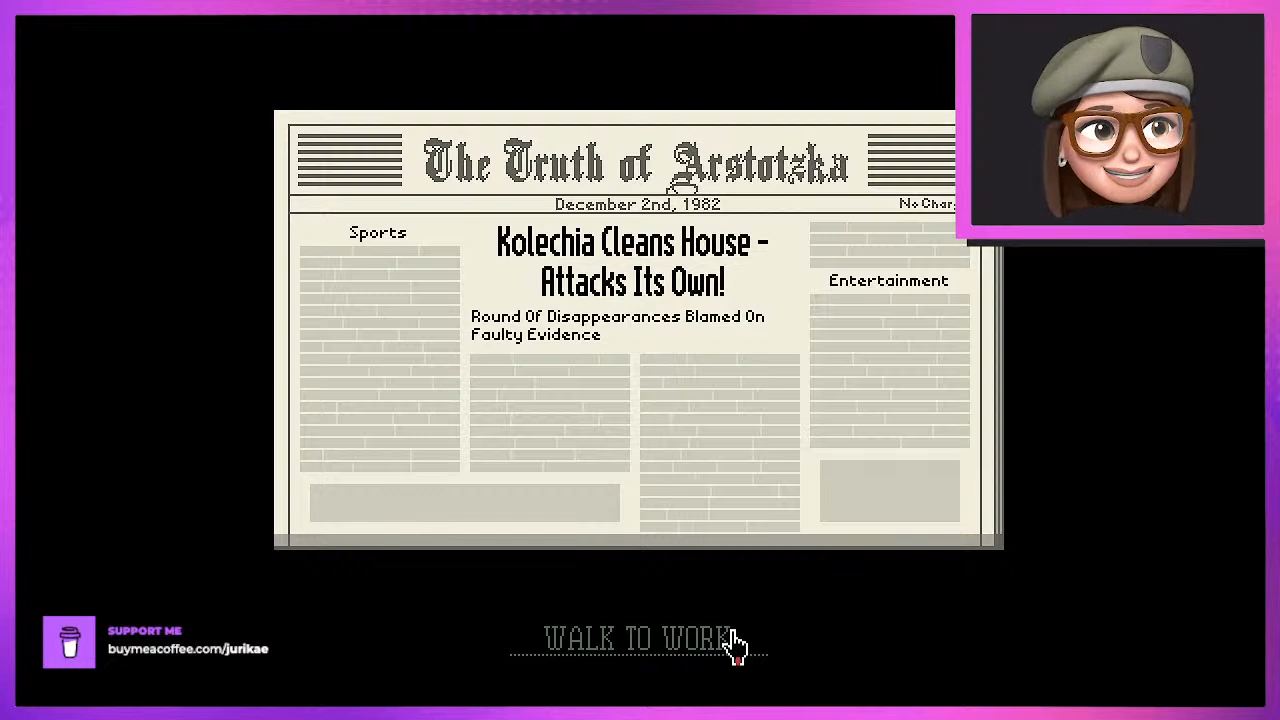 The Truth of Arstotzka
December 2nd, 1982
Sports
Kolechia Cleans House -
Attacks Its Own!
Round Of Disappearances Blamed On
Faulty Evidence
Entertainment
WALK TO WORK
SUPPORT ME
buymeacoffee.com/jurikae